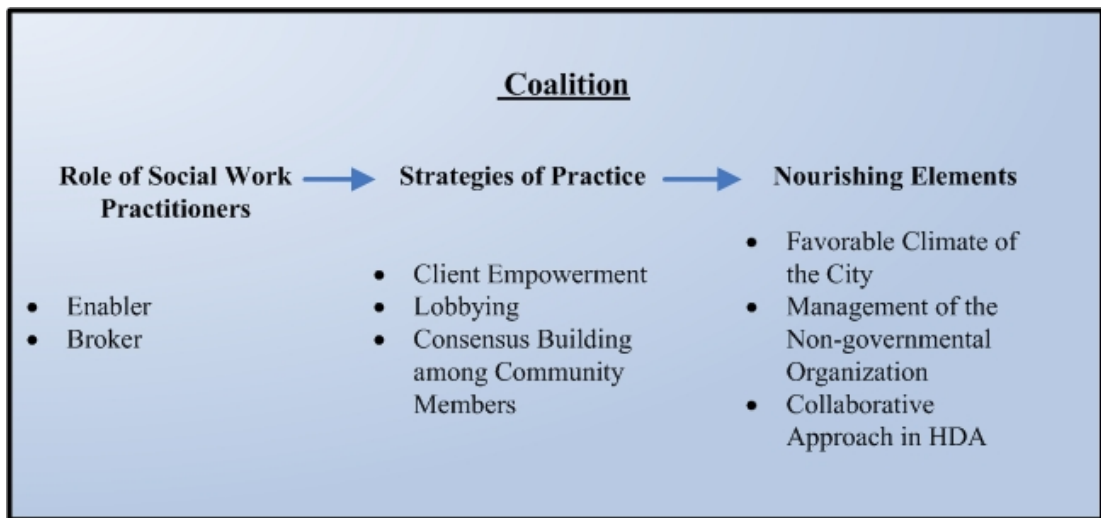 Coalition
Role of Social Work
Practitioners
Strategies of Practice
Nourishing Elements
• Enabler
• Broker
• Client Empowerment
• Lobbying
• Consensus Building
among Community
Members
• Favorable Climate of
the City
• Management of the
Non-governmental
Organization
• Collaborative
Approach in HDA